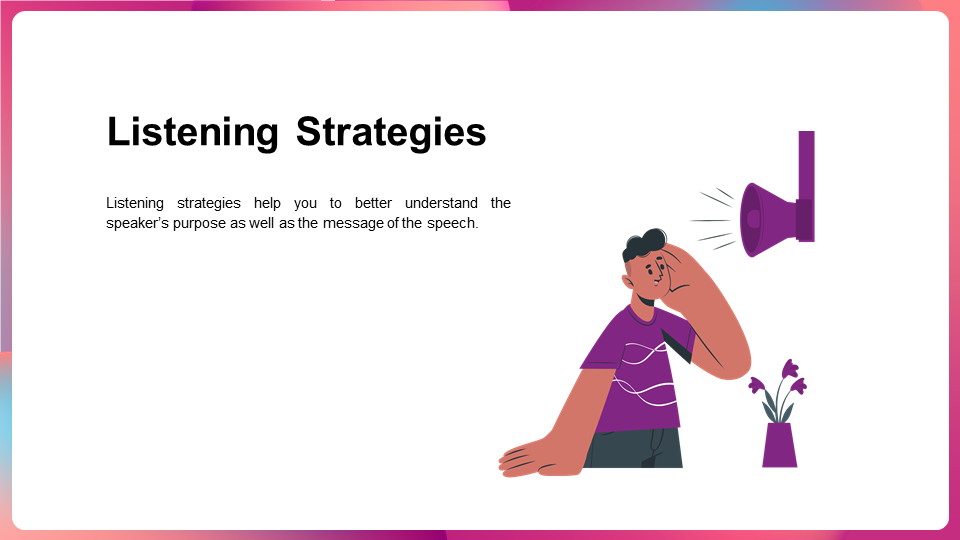 Listening Strategies
Listening strategies help you to better understand the
speaker’s purpose as well as the message of the speech.